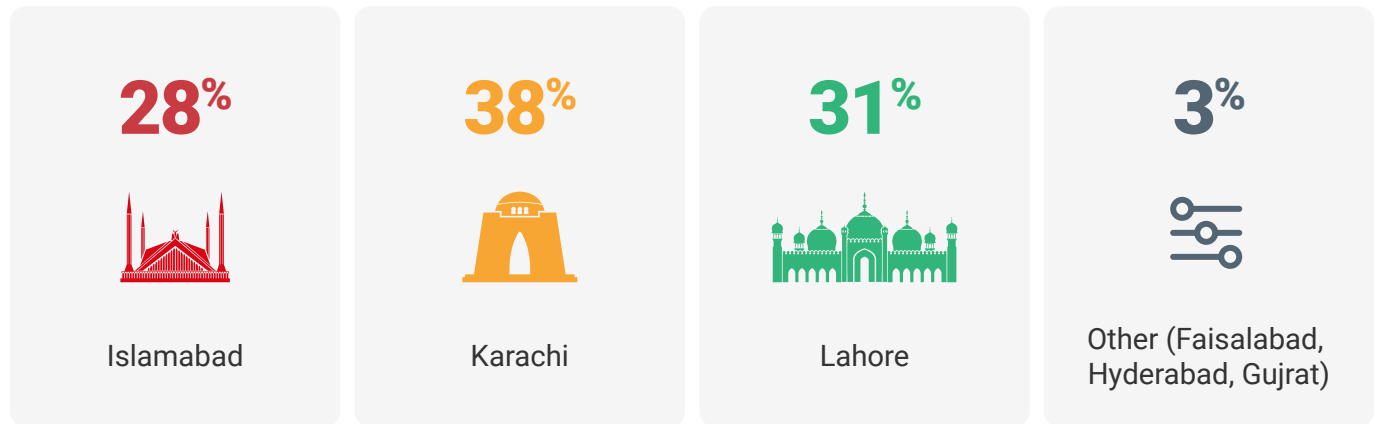 28%
Islamabad
38%
Karachi
31%
Lahore
3%
Other (Faisalabad,
Hyderabad, Gujrat)